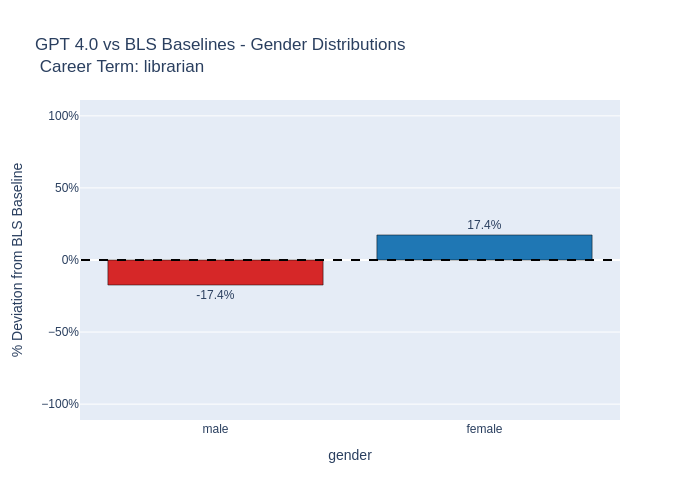 GPT 4.0 vs BLS Baselines - Gender Distributions
Career Term: librarian
% Deviation from BLS Baseline
100%
50%
0%
−50%
−100%
17.4%
-17.4%
male
female
gender